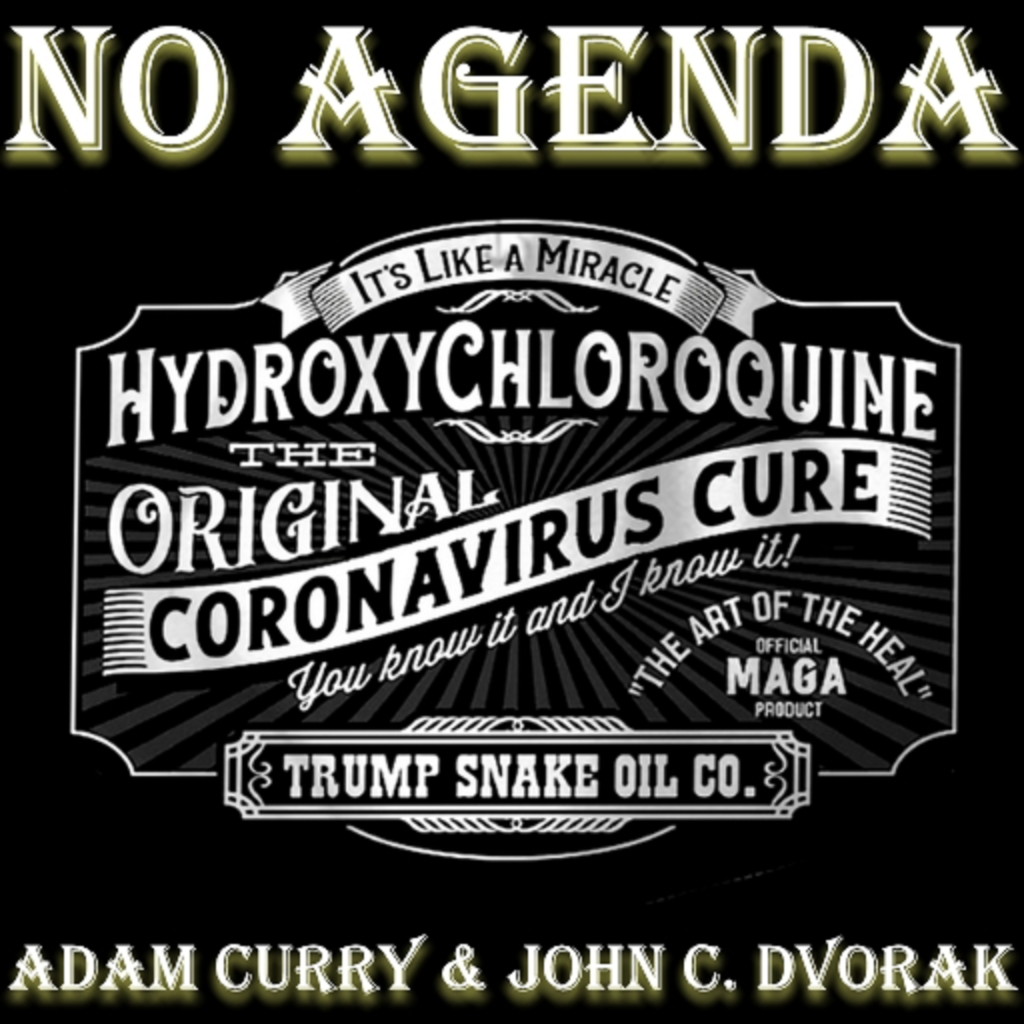 NO AGENDA
IT'S LIKE A MIRACLE
HYDROXYCHLOROQUINE
THE
ORIGINAL
CORONAVIRUS CURE
You know it and I know it!
"THE ART OF THE HEAL"
OFFICIAL
MAGA
PRODUCT
TRUMP SNAKE OIL CO.
ADAM CURRY & JOHN C. DVORAK